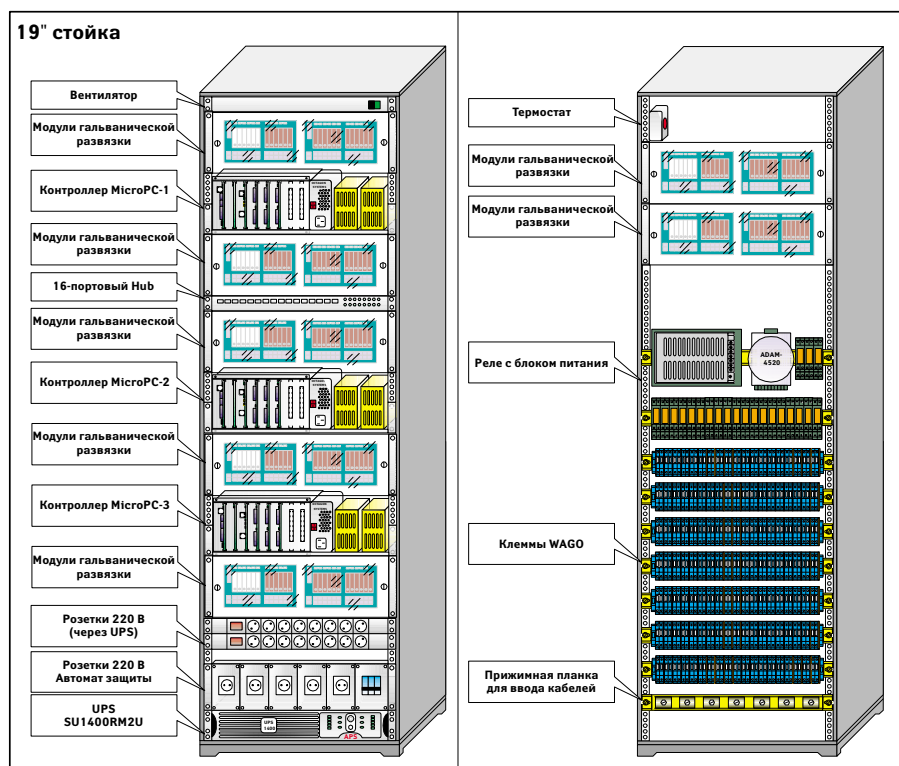 19" стойка
Вентилятор
Модули гальванической
развязки
Контроллер MicroPC-1
Модули гальванической
развязки
16-портовый Hub
Модули гальванической
развязки
Контроллер MicroPC-2
Модули гальванической
развязки
Контроллер MicroPC-3
Модули гальванической
развязки
Розетки 220 В
(через UPS)
Розетки 220 В
Автомат защиты
UPS
SU1400RM2U
UPS
1400
APS
Термостат
Модули гальванической
развязки
Модули гальванической
развязки
Реле с блоком питания
ADAM-
4520
Клеммы WAGO
Прижимная планка
для ввода кабелей